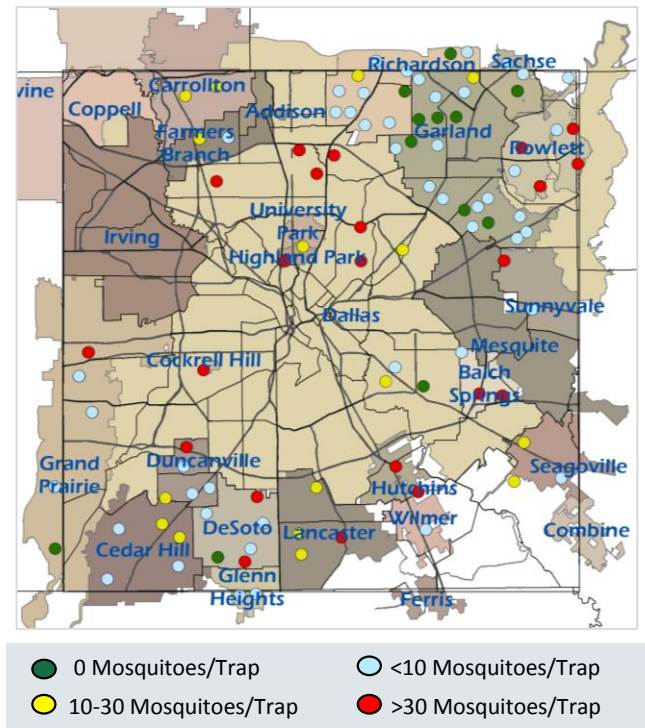 Richardson
Sachse
vine
Carrollton
Coppell
Addison
Farmers
Branch
Garland
Rowlett
University
Park
Irving
Highland Park
Sunnyvale
Dallas
Mesquite
Cockrell Hill
Balch
Springs
Grand
Prairie
Duncanville
Seagoville
Hutchins
DeSoto
Lancaster
Wilmer
Combine
Cedar Hill
Glenn
Heights
Ferris
0 Mosquitoes/Trap
<10 Mosquitoes/Trap
10-30 Mosquitoes/Trap
>30 Mosquitoes/Trap